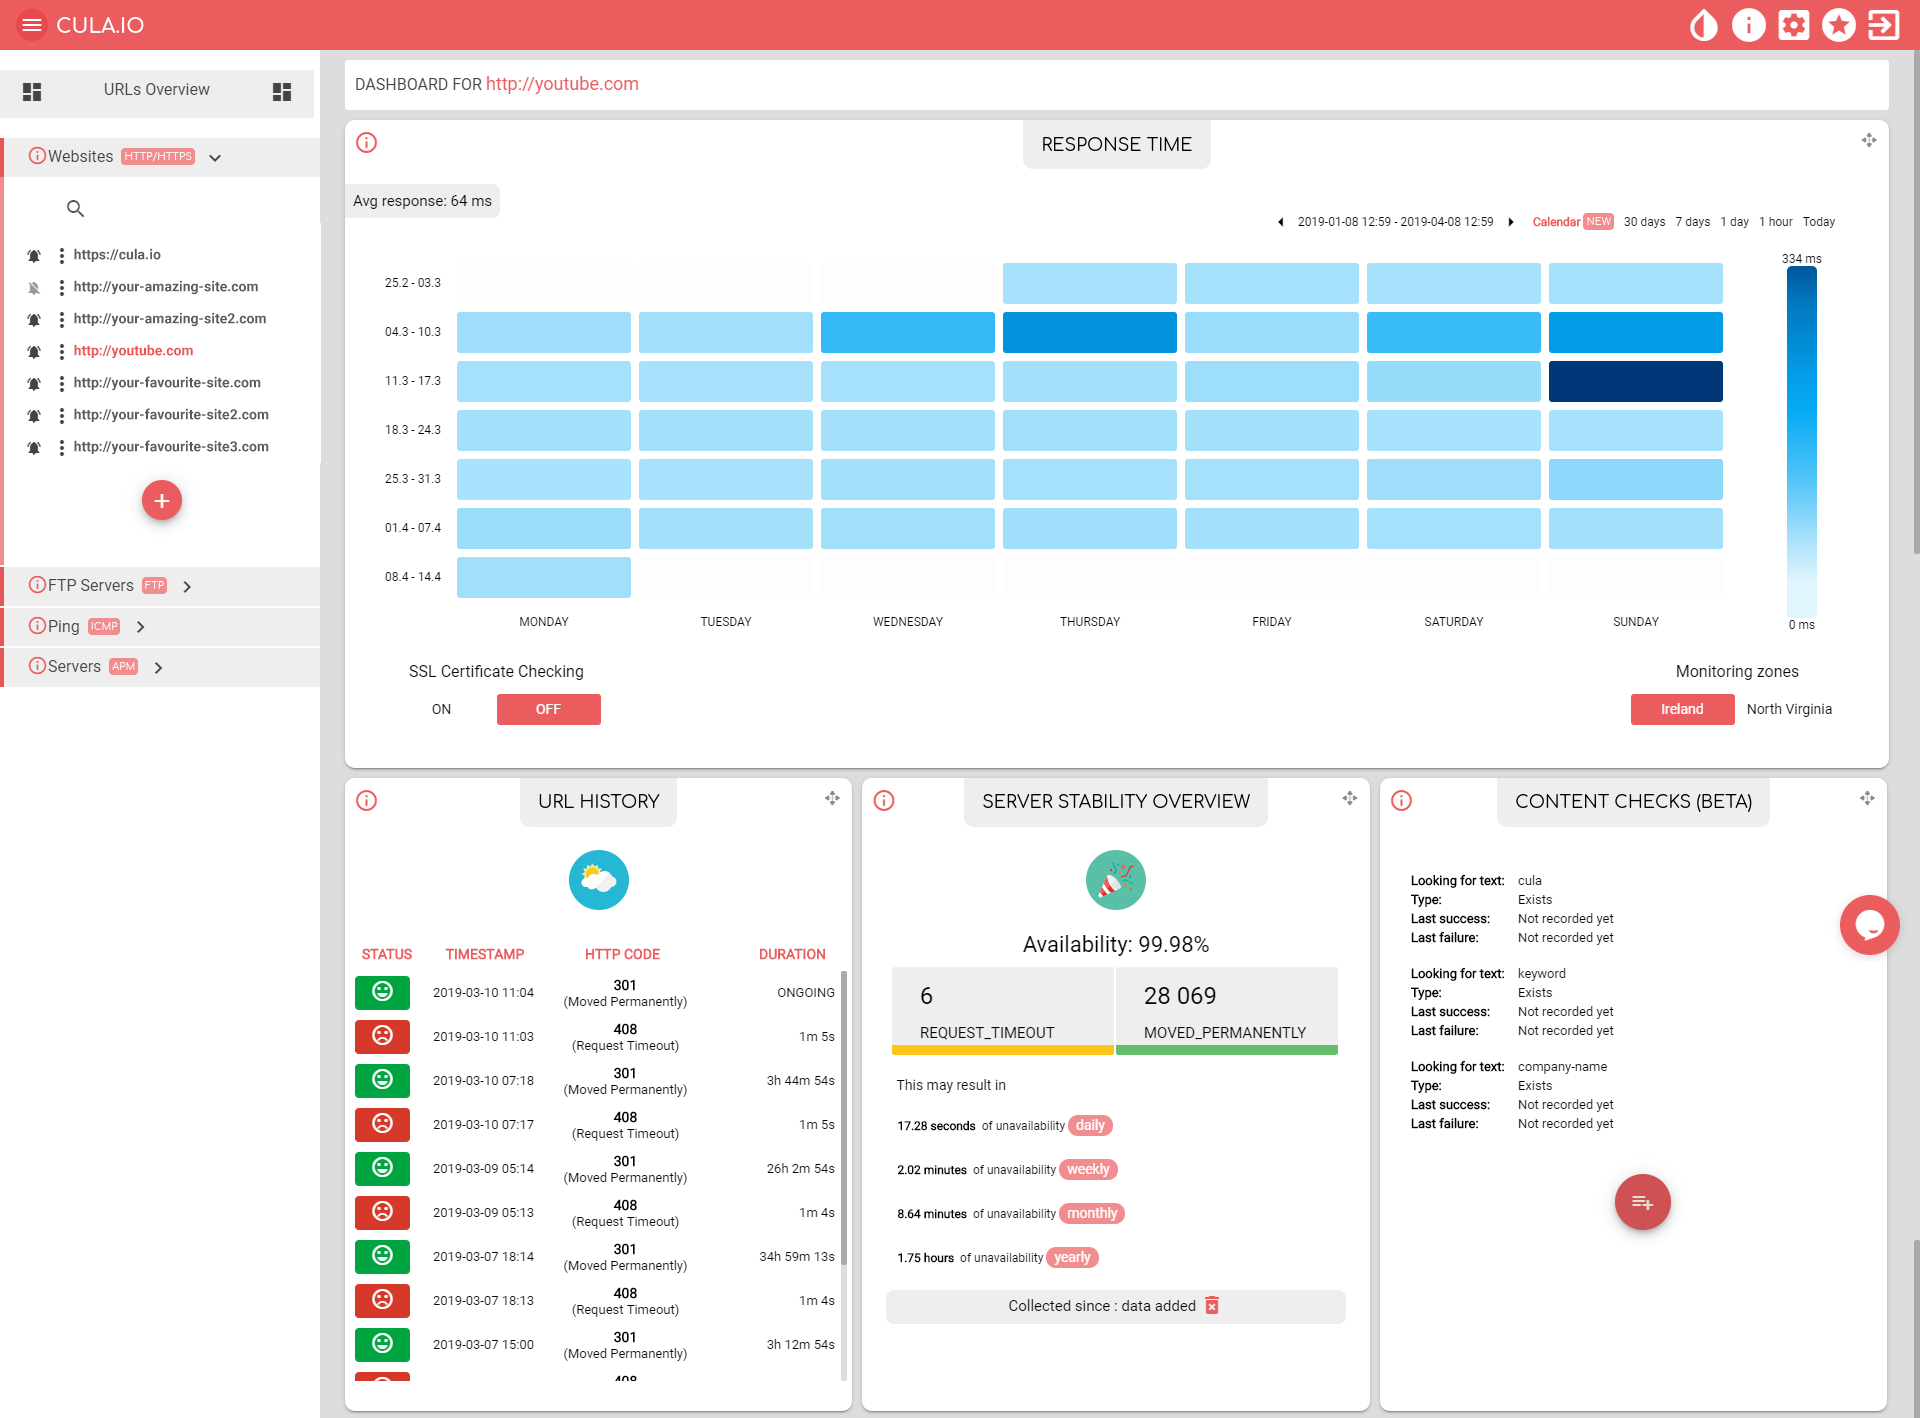 CULA.IO
URLs Overview
Websites HTTP/HTTPS
https://cula.io
http://your-amazing-site.com
http://your-amazing-site2.com
http://youtube.com
http://your-favourite-site.com
http://your-favourite-site2.com
http://your-favourite-site3.com
FTP Servers FTP
Ping ICMP
Servers APM
DASHBOARD FOR http://youtube.com
RESPONSE TIME
Avg response: 64 ms
2019-01-08 12:59 - 2019-04-08 12:59 Calendar NEW 30 days 7 days 1 day 1 hour Today
334 ms
25.2 - 03.3
04.3 - 10.3
11.3 - 17.3
18.3 - 24.3
25.3 - 31.3
01.4 - 07.4
08.4 - 14.4
MONDAY TUESDAY WEDNESDAY THURSDAY FRIDAY SATURDAY SUNDAY
0 ms
SSL Certificate Checking
ON OFF
Monitoring zones
Ireland North Virginia
URL HISTORY
STATUS TIMESTAMP HTTP CODE DURATION
2019-03-10 11:04 301 (Moved Permanently) ONGOING
2019-03-10 11:03 408 (Request Timeout) 1m 5s
2019-03-10 07:18 301 (Moved Permanently) 3h 44m 54s
2019-03-10 07:17 408 (Request Timeout) 1m 5s
2019-03-09 05:14 301 (Moved Permanently) 26h 2m 54s
2019-03-09 05:13 408 (Request Timeout) 1m 4s
2019-03-07 18:14 301 (Moved Permanently) 34h 59m 13s
2019-03-07 18:13 408 (Request Timeout) 1m 4s
2019-03-07 15:00 301 (Moved Permanently) 3h 12m 54s
SERVER STABILITY OVERVIEW
Availability: 99.98%
6
REQUEST_TIMEOUT
28 069
MOVED_PERMANENTLY
This may result in
17.28 seconds of unavailability daily
2.02 minutes of unavailability weekly
8.64 minutes of unavailability monthly
1.75 hours of unavailability yearly
Collected since : data added
CONTENT CHECKS (BETA)
Looking for text: cula
Type: Exists
Last success: Not recorded yet
Last failure: Not recorded yet
Looking for text: keyword
Type: Exists
Last success: Not recorded yet
Last failure: Not recorded yet
Looking for text: company-name
Type: Exists
Last success: Not recorded yet
Last failure: Not recorded yet